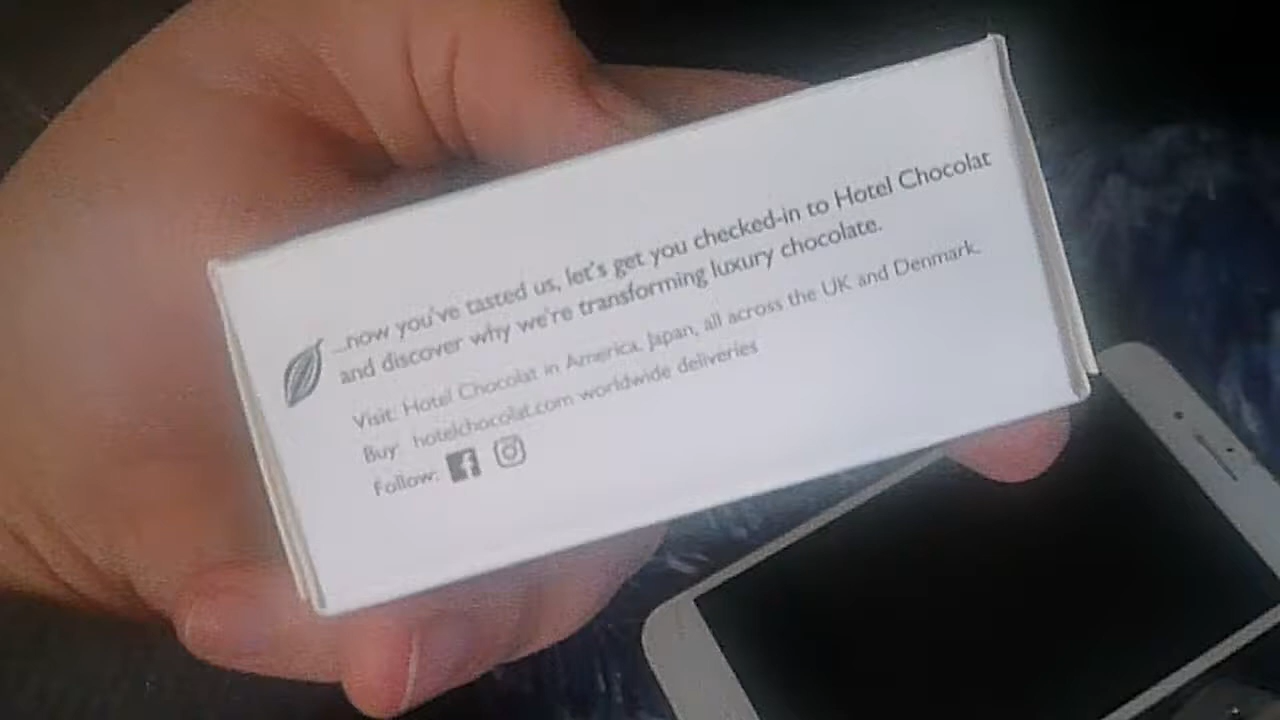 ...now you've tasted us, let's get you checked-in to Hotel Chocolat
and discover why we're transforming luxury chocolate.
Visit: Hotel Chocolat in America, Japan, all across the UK and Denmark.
Buy: hotelchocolat.com worldwide deliveries
Follow: